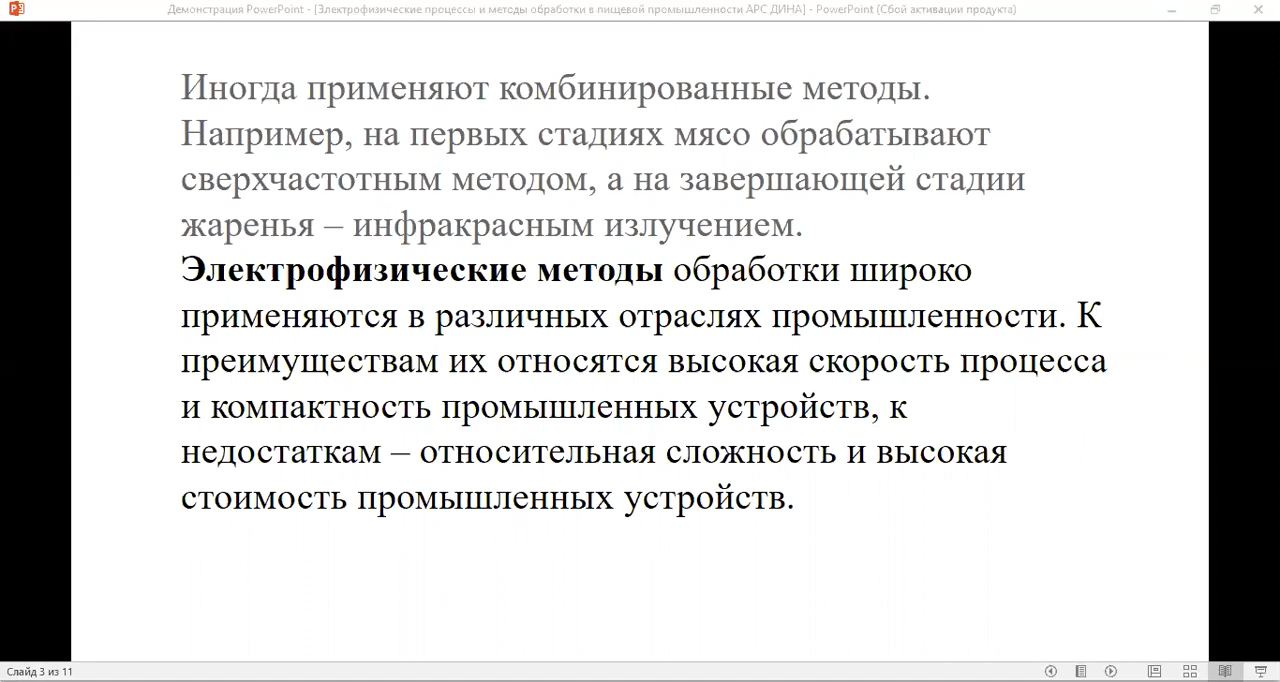 Демонстрация PowerPoint - [Электрофизические процессы и методы обработки в пищевой промышленности АРС ДИНА] - PowerPoint (Сбой активации продукта)
Иногда применяют комбинированные методы.
Например, на первых стадиях мясо обрабатывают
сверхчастотным методом, а на завершающей стадии
жаренья – инфракрасным излучением.
Электрофизические методы обработки широко
применяются в различных отраслях промышленности. К
преимуществам их относятся высокая скорость процесса
и компактность промышленных устройств, к
недостаткам – относительная сложность и высокая
стоимость промышленных устройств.
Слайд 3 из 11